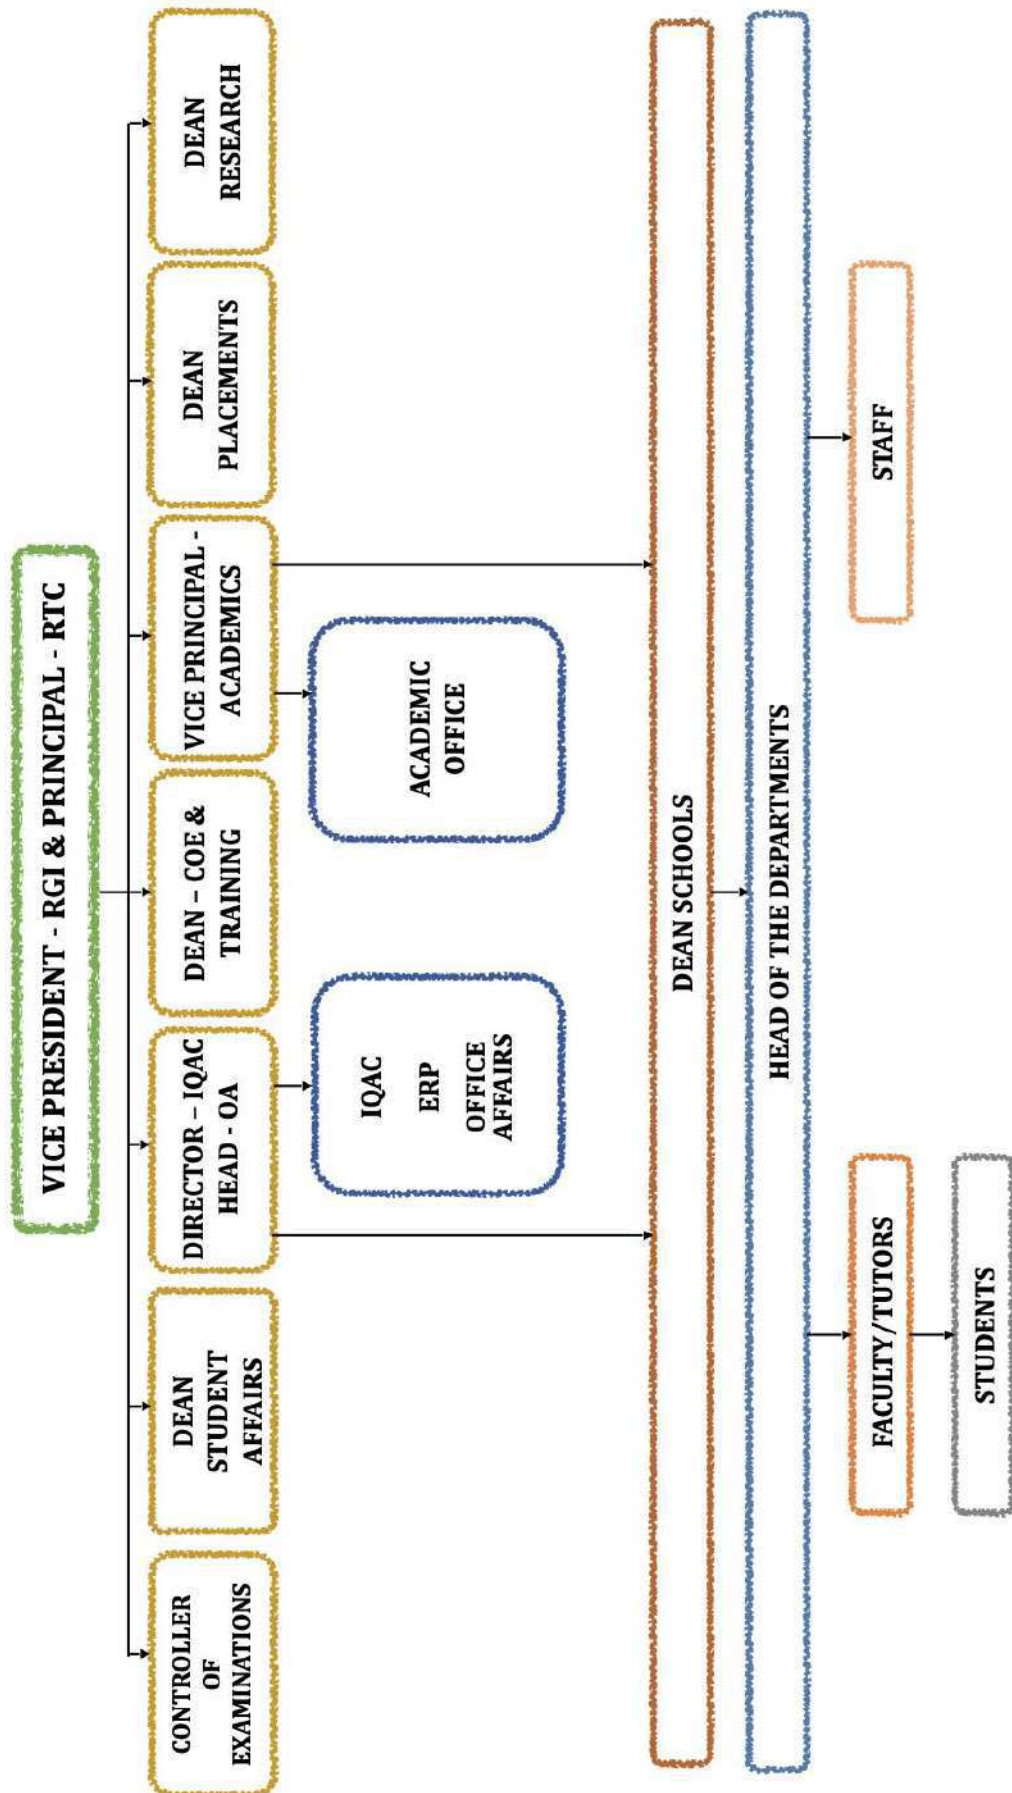 VICE PRESIDENT - RGI & PRINCIPAL - RTC
CONTROLLER
OF
EXAMINATIONS
DEAN
STUDENT
AFFAIRS
DIRECTOR – IQAC
HEAD - OA
DEAN – COE &
TRAINING
VICE PRINCIPAL -
ACADEMICS
DEAN
PLACEMENTS
DEAN
RESEARCH
IQAC
ERP
OFFICE
AFFAIRS
ACADEMIC
OFFICE
DEAN SCHOOLS
HEAD OF THE DEPARTMENTS
FACULTY/TUTORS
STAFF
STUDENTS